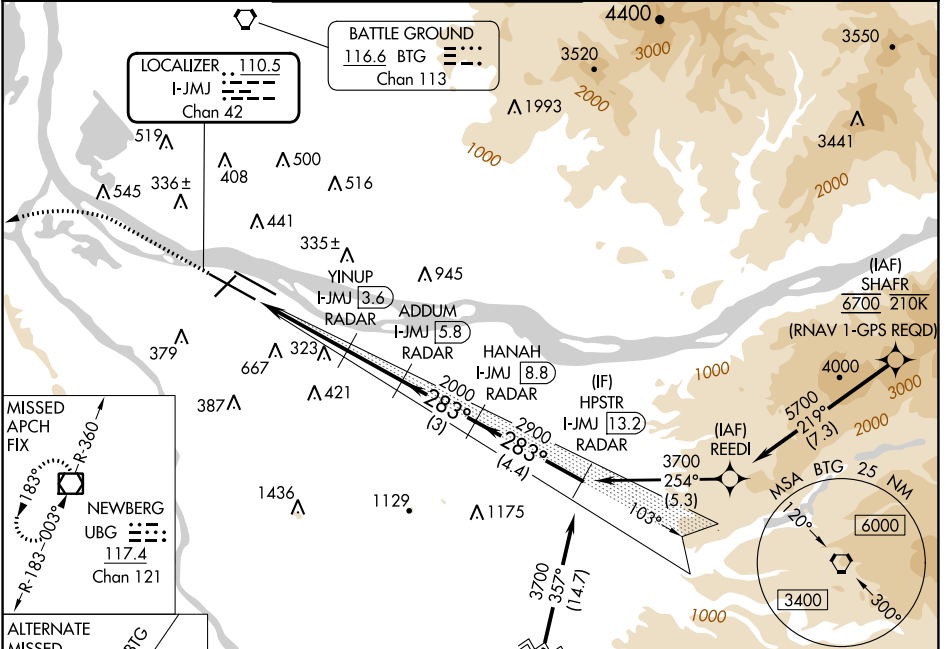 4400
3000
3550
3520
2000
BATTLE GROUND
116.6 BTG
Chan 113
LOCALIZER 110.5
I-JMJ
Chan 42
1993
3441
1000
2000
519
408
500
516
545
336±
441
335±
945
YINUP
I-JMJ 3.6
RADAR
ADDUM
I-JMJ 5.8
RADAR
HANAH
I-JMJ 8.8
RADAR
(IF)
HPSTR
I-JMJ 13.2
RADAR
(IAF)
SHAFR
6700 210K
(RNAV 1-GPS REQD)
379
667
323
421
387
2000
283°
(3)
2900
283°
(4.4)
1000
4000
3000
2000
5700
219°
(7.3)
(IAF)
REEDI
3700
254°
(5.3)
103°
MISSED
APCH
FIX
R-360
183°
R-183-003°
NEWBERG
UBG
117.4
Chan 121
1436
1129
1175
3700
357°
(14.7)
MSA BTG 25 NM
120°
6000
3400
300°
1000
ALTERNATE
MISSED
BTG